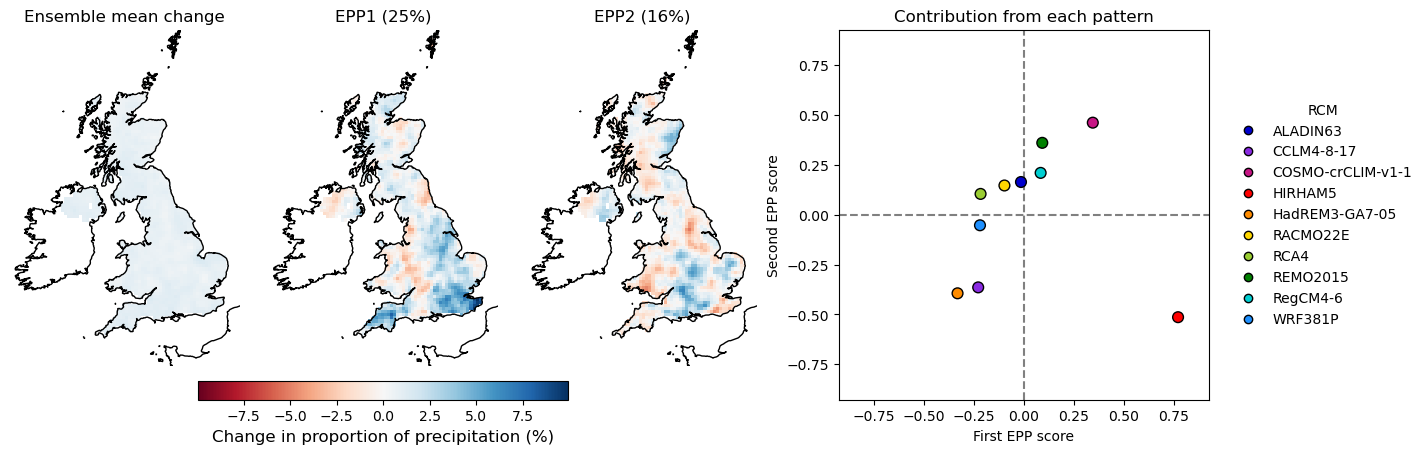 Ensemble mean change
EPP1 (25%)
EPP2 (16%)
Change in proportion of precipitation (%)
−7.5 −5.0 −2.5 0.0 2.5 5.0 7.5
Contribution from each pattern
Second EPP score
0.75
0.50
0.25
0.00
−0.25
−0.50
−0.75
−0.75 −0.50 −0.25 0.00 0.25 0.50 0.75
First EPP score
RCM
ALADIN63
CCLM4-8-17
COSMO-crCLIM-v1-1
HIRHAM5
HadREM3-GA7-05
RACMO22E
RCA4
REMO2015
RegCM4-6
WRF381P